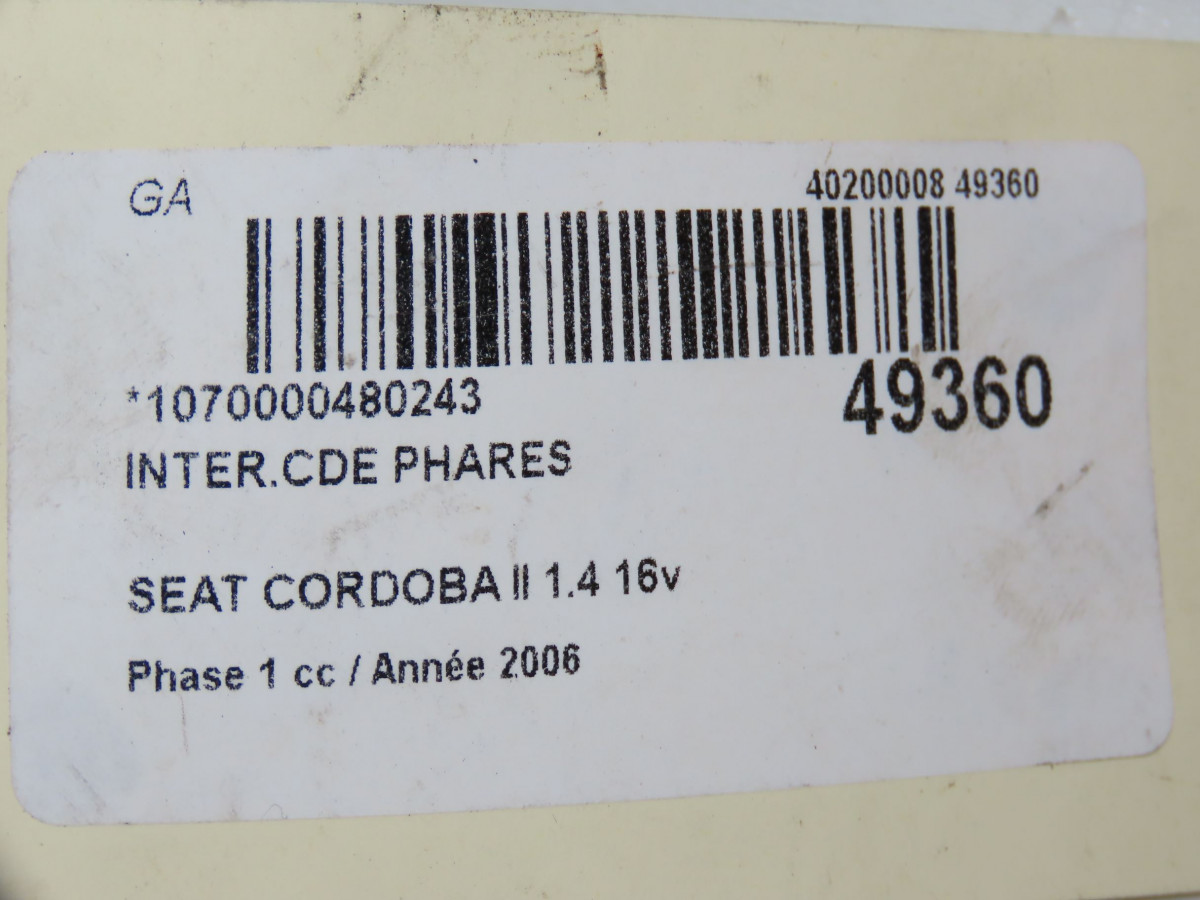 GA
40200008 49360
*1070000480243
49360
INTER.CDE PHARES
SEAT CORDOBA II 1.4 16v
Phase 1 cc / Année 2006